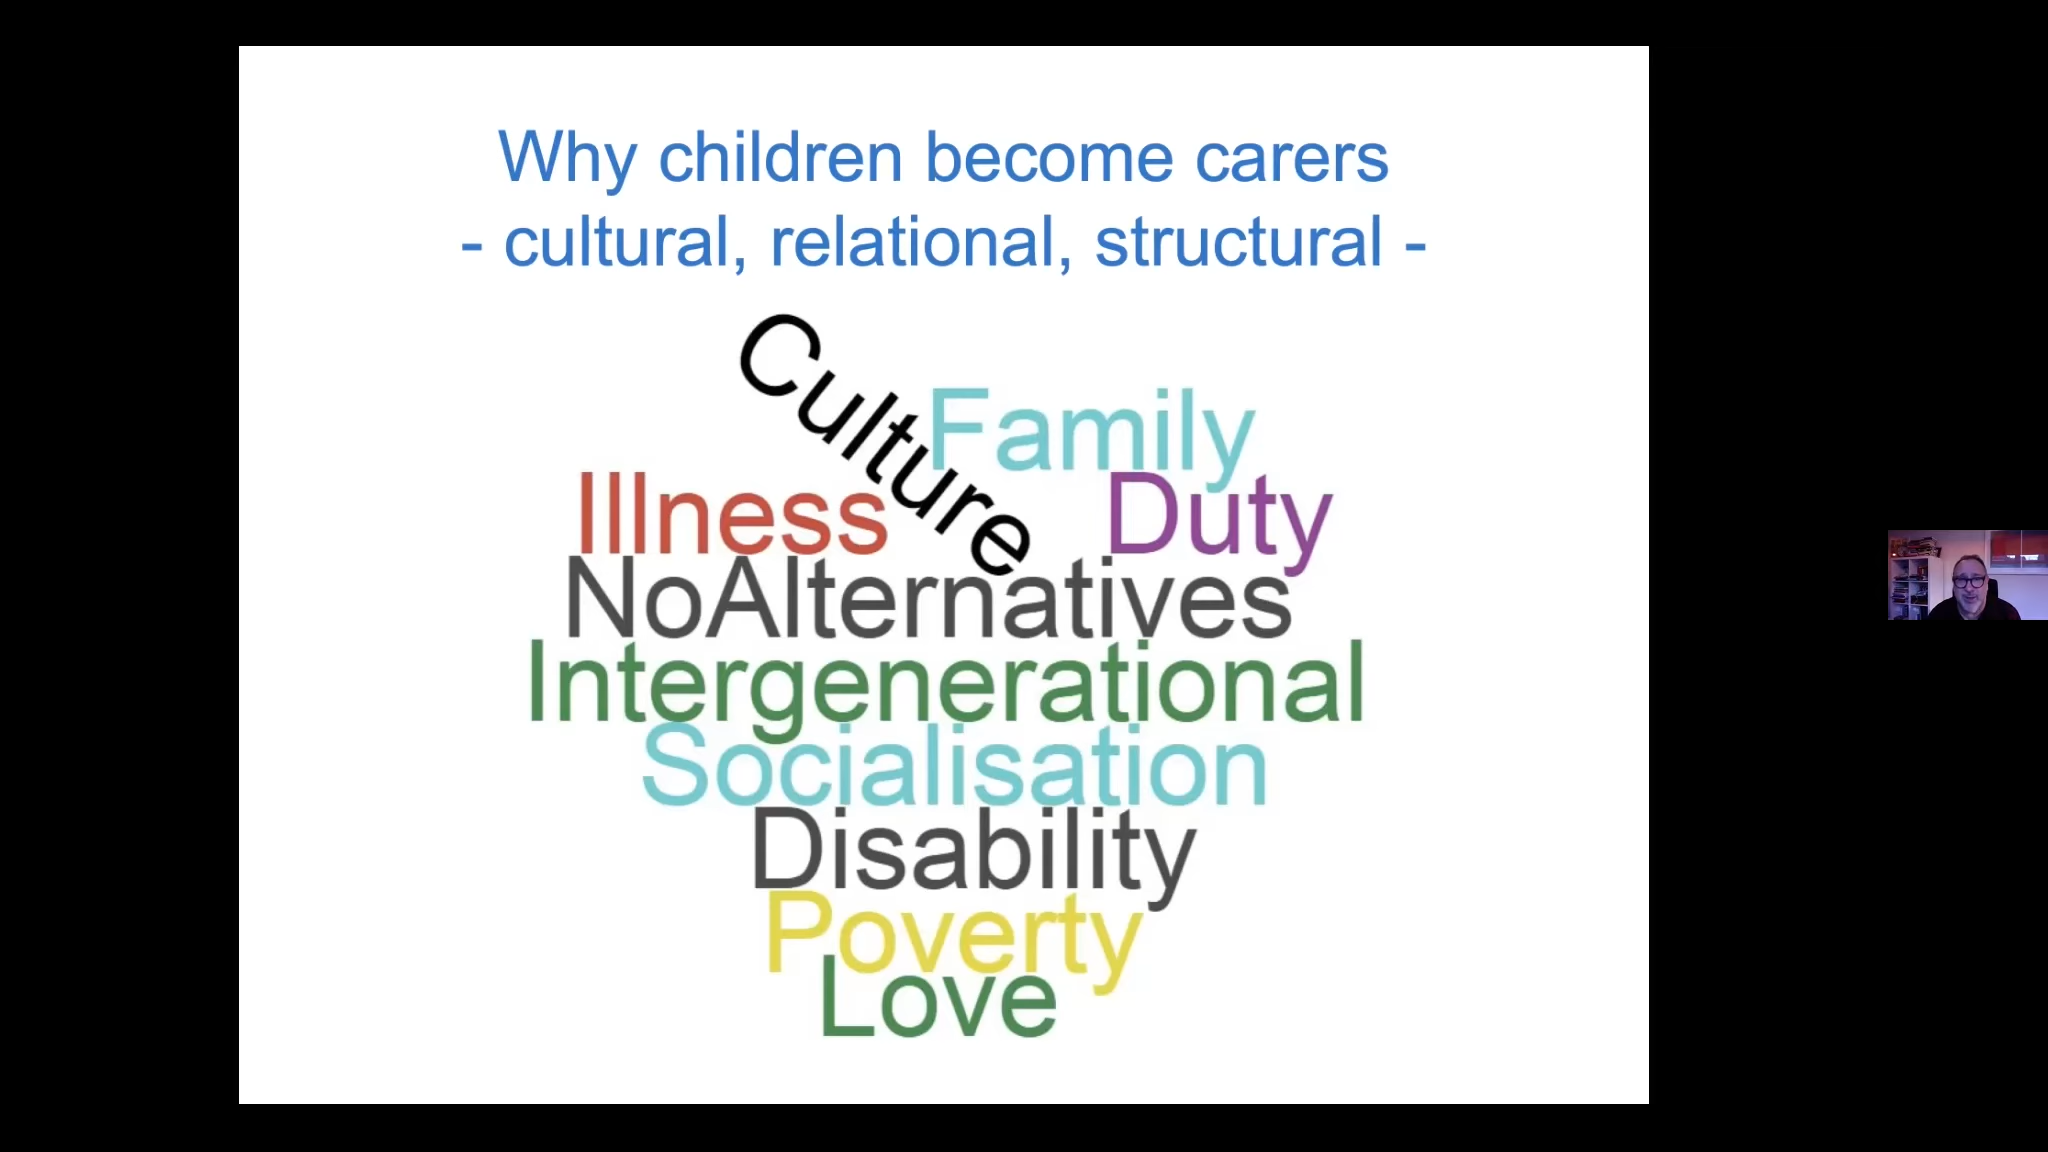 Why children become carers
- cultural, relational, structural -
Culture
Family
Illness
Duty
NoAlternatives
Intergenerational
Socialisation
Disability
Poverty
Love